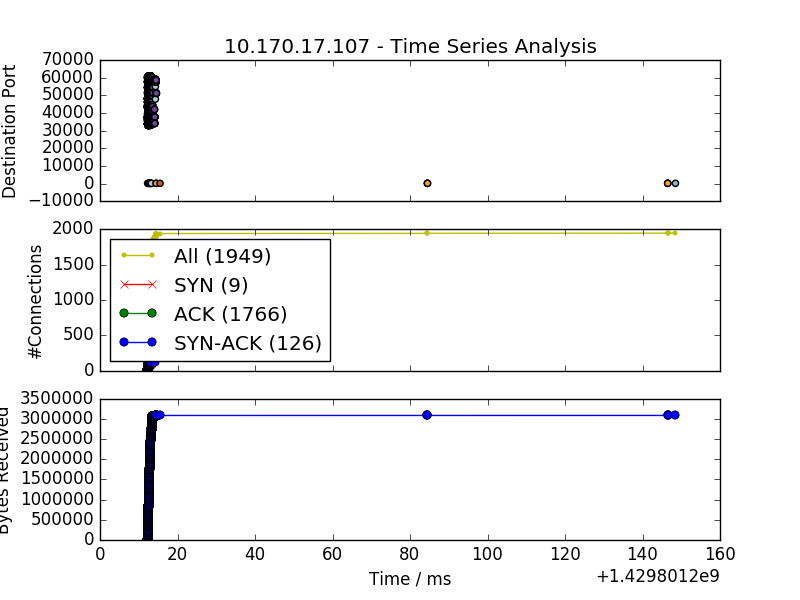 10.170.17.107 - Time Series Analysis
70000
60000
50000
40000
30000
20000
10000
0
−10000
Destination Port
2000
1500
1000
500
0
#Connections
All (1949)
SYN (9)
ACK (1766)
SYN-ACK (126)
3500000
3000000
2500000
2000000
1500000
1000000
500000
0
Bytes Received
0 20 40 60 80 100 120 140 160
Time / ms
+1.4298012e9